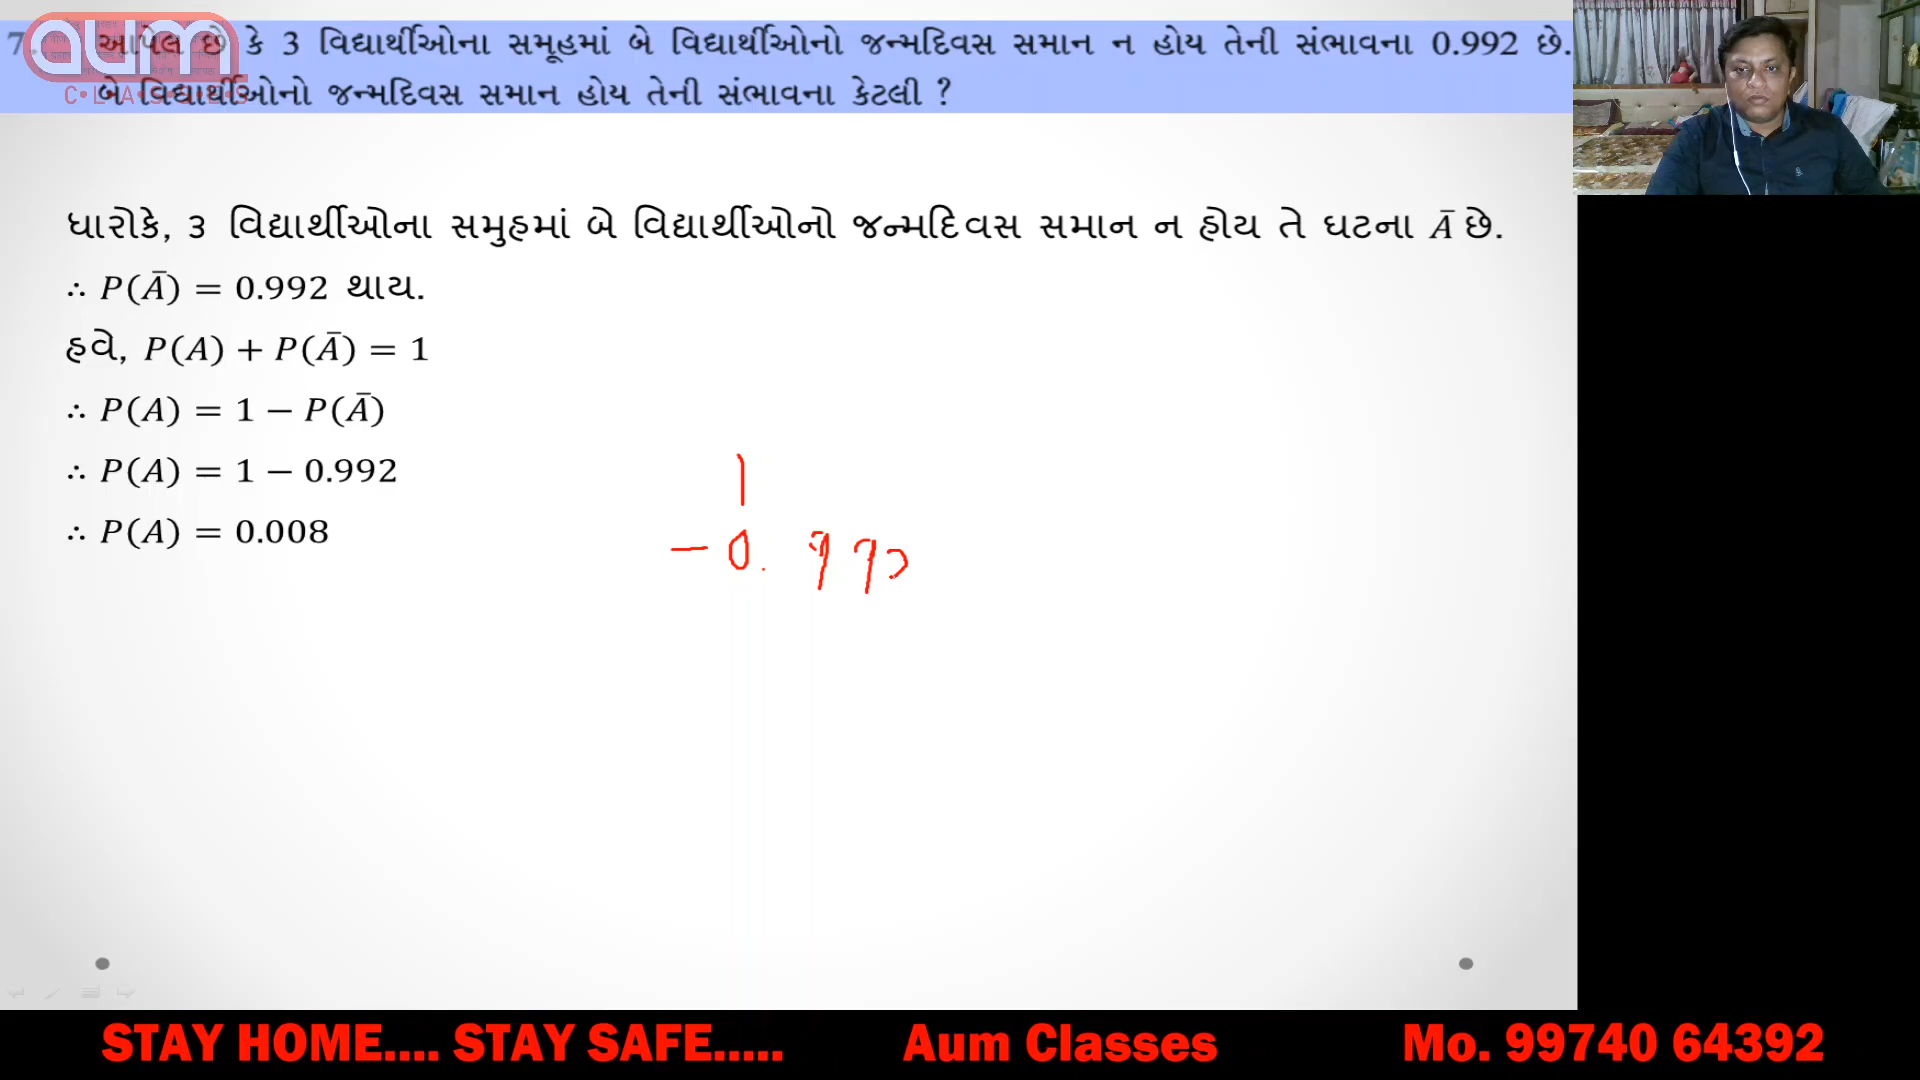 7. આપેલ છે કે 3 વિદ્યાર્થીઓના સમૂહમાં બે વિદ્યાર્થીઓનો જન્મદિવસ સમાન ન હોય તેની સંભાવના 0.992 છે.
બે વિદ્યાર્થીઓનો જન્મદિવસ સમાન હોય તેની સંભાવના કેટલી ?
aum
C•L•A•S•S•E•S
ધારોકે, ૩ વિદ્યાર્થીઓના સમુહમાં બે વિદ્યાર્થીઓનો જન્મદિવસ સમાન ન હોય તે ઘટના Ā છે.
∴ P(Ā) = 0.992 થાય.
હવે, P(A) + P(Ā) = 1
∴ P(A) = 1 − P(Ā)
∴ P(A) = 1 − 0.992
∴ P(A) = 0.008
1
− 0.
STAY HOME.... STAY SAFE..... Aum Classes Mo. 99740 64392